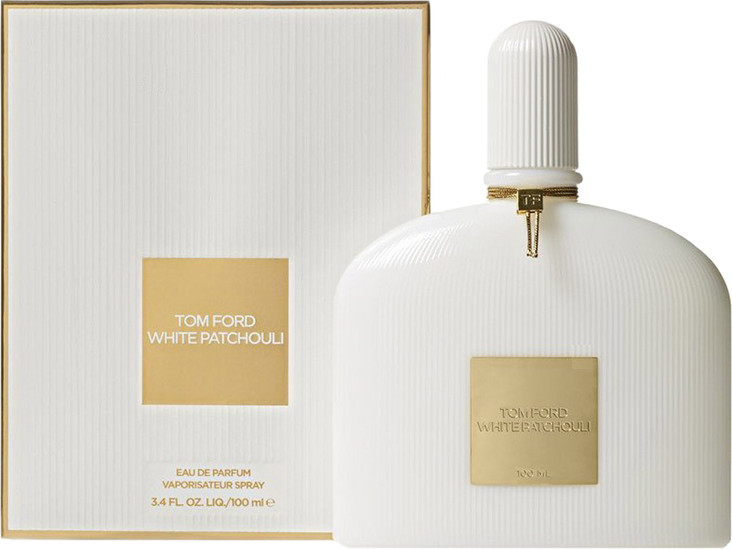 TOM FORD
WHITE PATCHOULI
EAU DE PARFUM
VAPORISATEUR SPRAY
3.4 FL. OZ. LIQ./100 ml ℮
TF
TOM FORD
WHITE PATCHOULI
100 ML